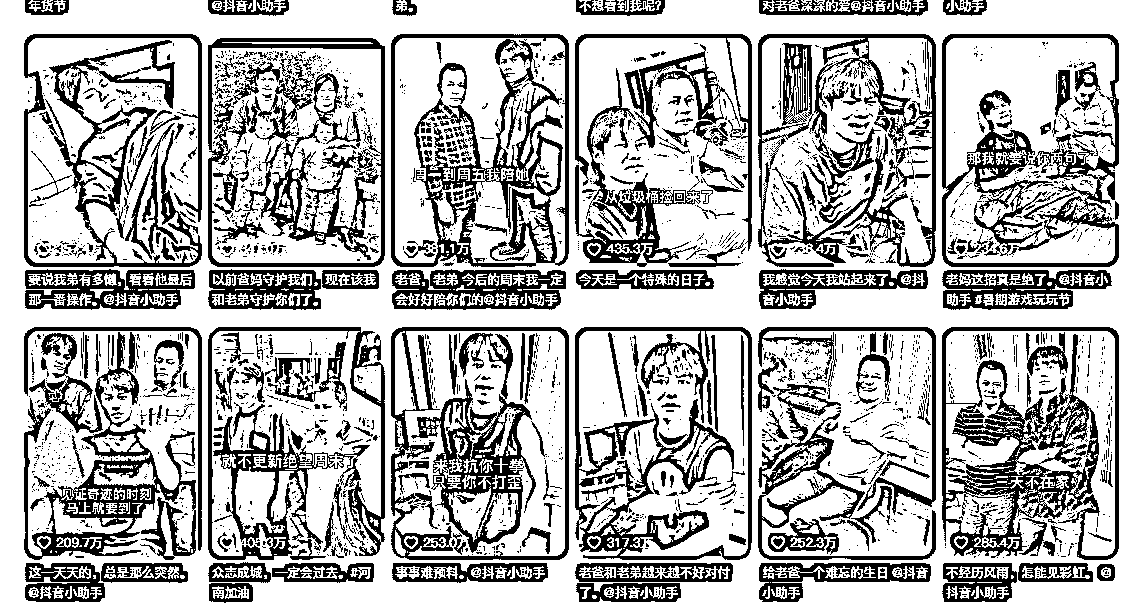 年货节
@抖音小助手
弟。
不想看到我呢?
对老爸深深的爱@抖音小助手
小助手
周一到周五我陪她
从垃圾桶捡回来了
那我就要说你两句了
435.3万
要说我弟有多懒，看看他最后
那一番操作。@抖音小助手
以前爸妈守护我们，现在该我
和老弟守护你们了。
老爸，老弟 今后的周末我一定
会好好陪你们的@抖音小助手
今天是一个特殊的日子。
我感觉今天我站起来了。@抖
音小助手
老妈这招真是绝了。@抖音小
助手 #暑期游戏玩玩节
见证奇迹的时刻
马上就要到了
209.7万
就不更新绝望周末了
来我抗你十拳
只要你不打歪
317.3万
252.3万
天不在家
285.4万
这一天天的，总是那么突然。
@抖音小助手
众志成城，一定会过去。#河
南加油
事事难预料。@抖音小助手
老爸和老弟越来越不好对付
了。@抖音小助手
给老爸一个难忘的生日 @抖音
小助手
不经历风雨，怎能见彩虹。@
抖音小助手